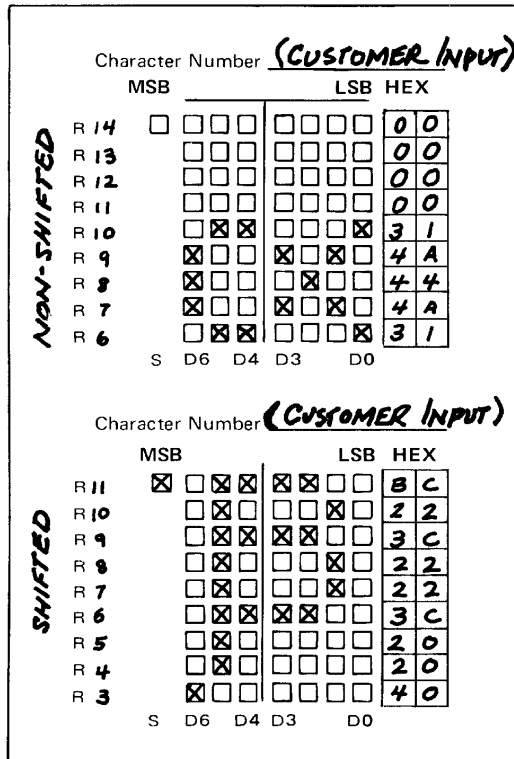 Character Number (CUSTOMER INPUT)
MSB LSB HEX
NON-SHIFTED
R 14 0 0
R 13 0 0
R 12 0 0
R 11 0 0
R 10 3 1
R 9 4 A
R 8 4 4
R 7 4 A
R 6 3 1
S D6 D4 D3 D0
Character Number (CUSTOMER INPUT)
MSB LSB HEX
SHIFTED
R 11 B C
R 10 2 2
R 9 3 C
R 8 2 2
R 7 2 2
R 6 3 C
R 5 2 0
R 4 2 0
R 3 4 0
S D6 D4 D3 D0